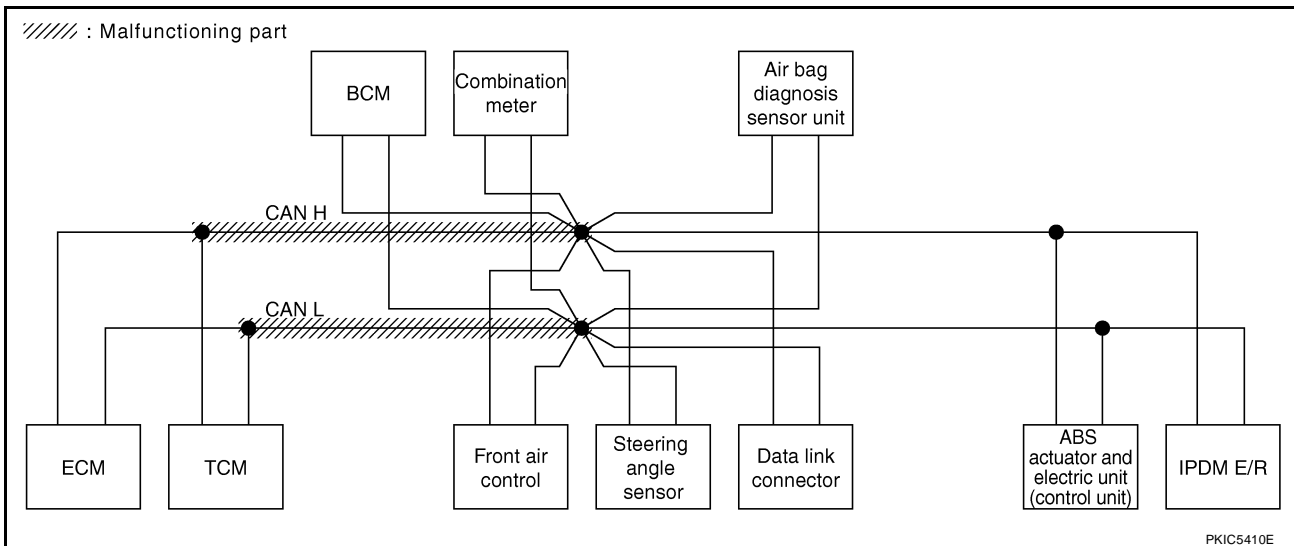 : Malfunctioning part
BCM
Combination
meter
Air bag
diagnosis
sensor unit
CAN H
CAN L
ECM
TCM
Front air
control
Steering
angle
sensor
Data link
connector
ABS
actuator and
electric unit
(control unit)
IPDM E/R
PKIC5410E